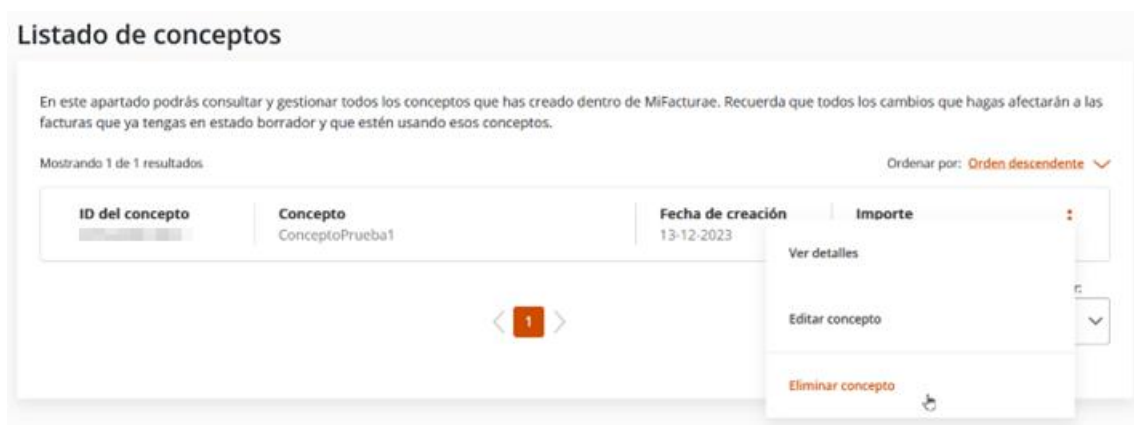 Listado de conceptos
En este apartado podrás consultar y gestionar todos los conceptos que has creado dentro de MiFacturae. Recuerda que todos los cambios que hagas afectarán a las
facturas que ya tengas en estado borrador y que estén usando esos conceptos.
Mostrando 1 de 1 resultados
Ordenar por: Orden descendente
ID del concepto Concepto Fecha de creación Importe
ConceptoPrueba1 13-12-2023
Ver detalles
1
Editar concepto
Eliminar concepto